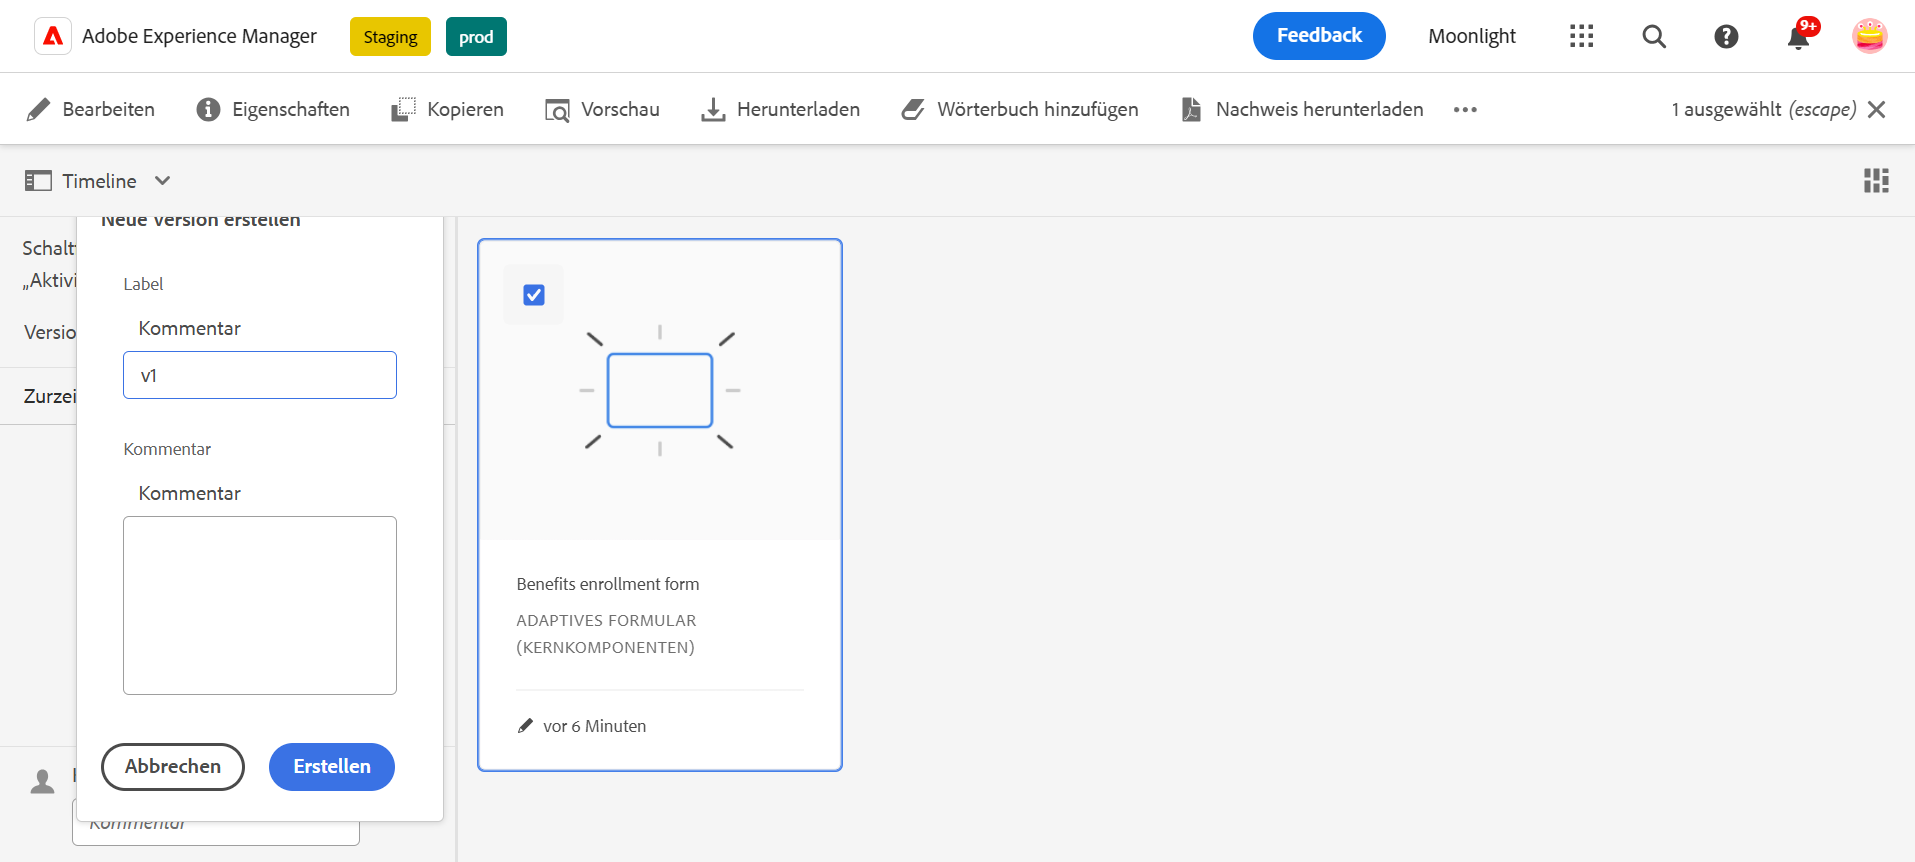 Adobe Experience Manager
Staging
prod
Feedback
Moonlight
9+
Bearbeiten
Eigenschaften
Kopieren
Vorschau
Herunterladen
Wörterbuch hinzufügen
Nachweis herunterladen
1 ausgewählt (escape)
Timeline
Neue Version erstellen
Schaltf
„Aktivi
Versio
Zurzei
Label
Kommentar
v1
Kommentar
Kommentar
Abbrechen
Erstellen
Kommentar
Benefits enrollment form
ADAPTIVES FORMULAR
(KERNKOMPONENTEN)
vor 6 Minuten